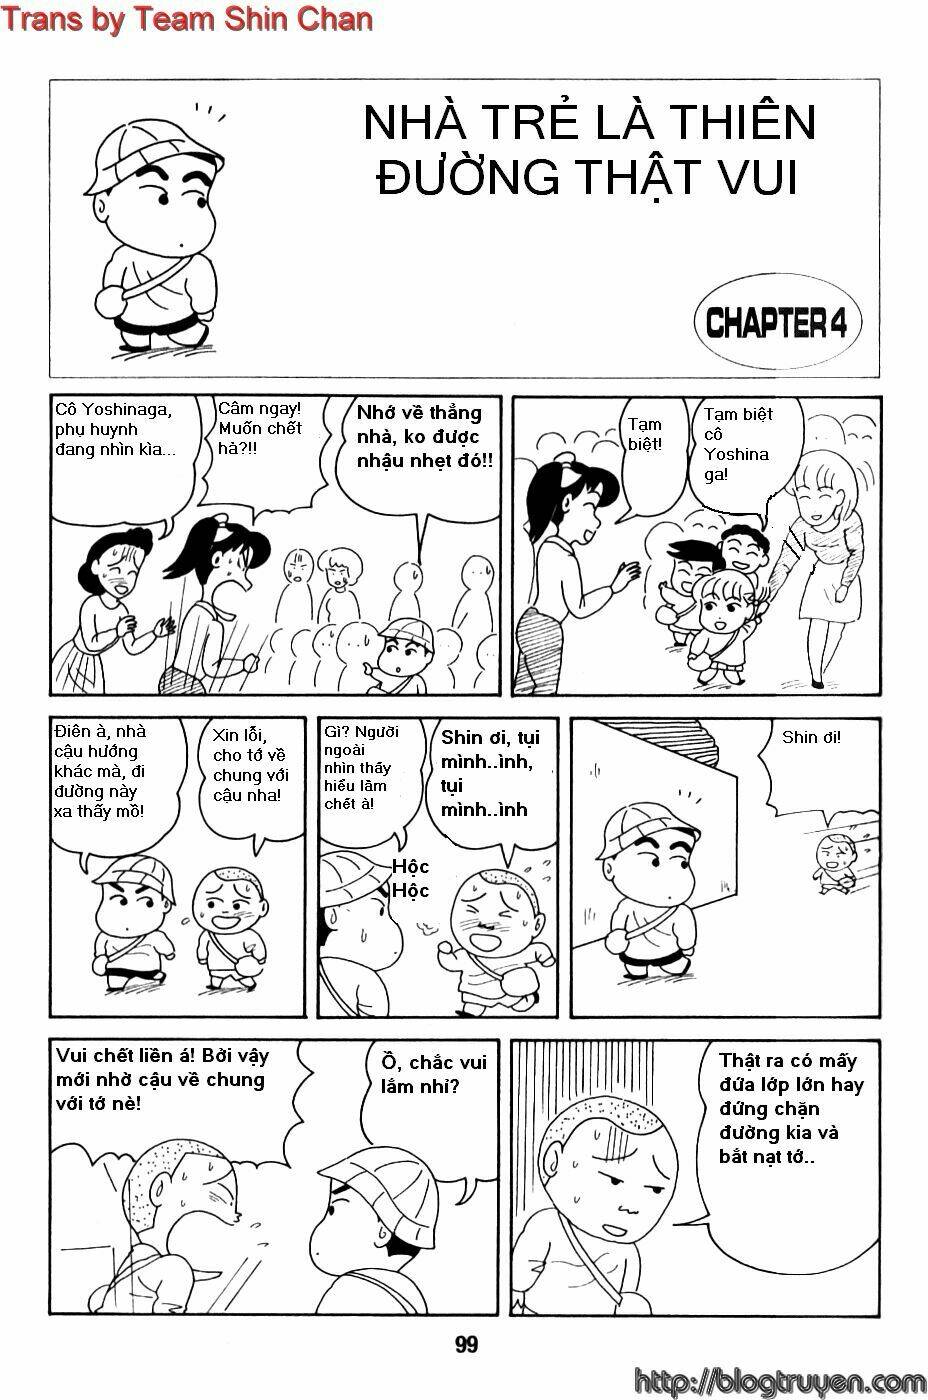 Trans by Team Shin Chan
NHÀ TRẺ LÀ THIÊN
ĐƯỜNG THẬT VUI
CHAPTER 4
Tạm biệt
cô
Yoshina
ga!
Tạm
biệt!
Nhớ về thẳng
nhà, ko được
nhậu nhẹt đó!!
Câm ngay!
Muốn chết
hả?!!
Cô Yoshinaga,
phụ huynh
đang nhìn kìa...
Shin ơi!
Shin ơi, tụi
mình..ình,
tụi
mình..ình
Hộc
Hộc
Gì? Người
ngoài
nhìn thấy
hiểu lầm
chết à!
Xin lỗi,
cho tớ về
chung với
cậu nha!
Điên à, nhà
cậu hướng
khác mà, đi
đường này
xa thấy mồ!
Thật ra có mấy
đứa lớp lớn hay
đứng chặn
đường kia và
bắt nạt tớ..
Ồ, chắc vui
lắm nhỉ?
Vui chết liền á! Bởi vậy
mới nhờ cậu về chung
với tớ nè!
99
http://blogtruyen.com